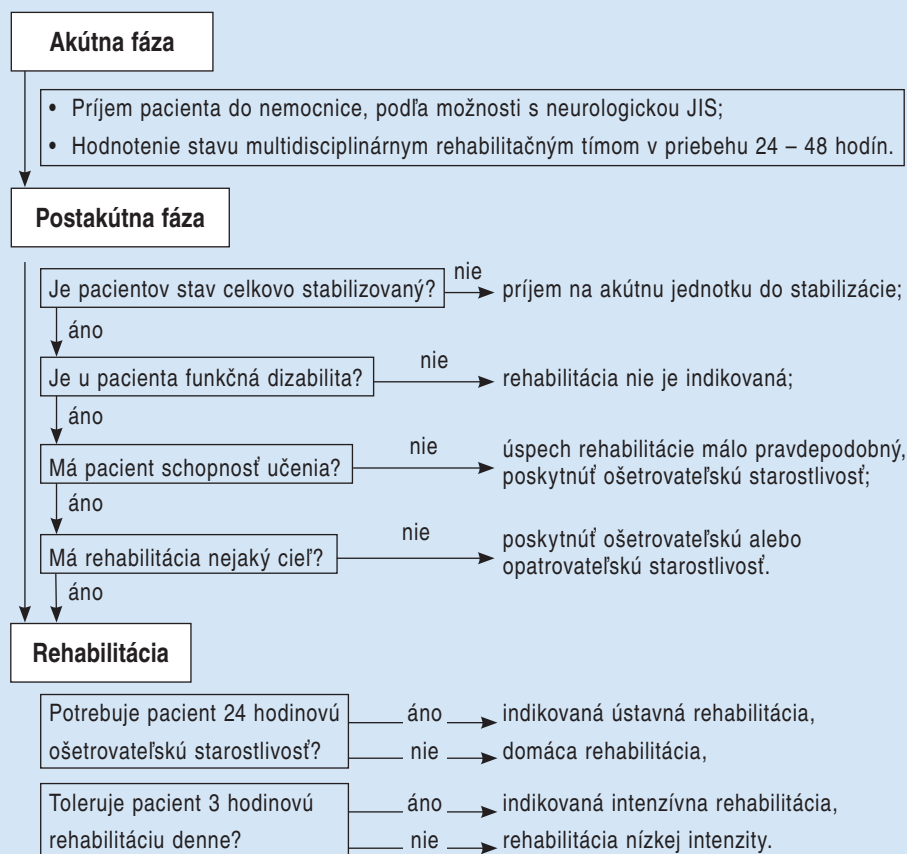 Akútna fáza
• Príjem pacienta do nemocnice, podľa možnosti s neurologickou JIS;
• Hodnotenie stavu multidisciplinárnym rehabilitačným tímom v priebehu 24 – 48 hodín.
Postakútna fáza
Je pacientov stav celkovo stabilizovaný?
nie
príjem na akútnu jednotku do stabilizácie;
áno
Je u pacienta funkčná dizabilita?
nie
rehabilitácia nie je indikovaná;
áno
Má pacient schopnosť učenia?
nie
úspech rehabilitácie málo pravdepodobný,
poskytnúť ošetrovateľskú starostlivosť;
áno
Má rehabilitácia nejaký cieľ?
nie
poskytnúť ošetrovateľskú alebo
opatrovateľskú starostlivosť.
áno
Rehabilitácia
Potrebuje pacient 24 hodinovú
ošetrovateľskú starostlivosť?
áno
indikovaná ústavná rehabilitácia,
nie
domáca rehabilitácia,
Toleruje pacient 3 hodinovú
rehabilitáciu denne?
áno
indikovaná intenzívna rehabilitácia,
nie
rehabilitácia nízkej intenzity.